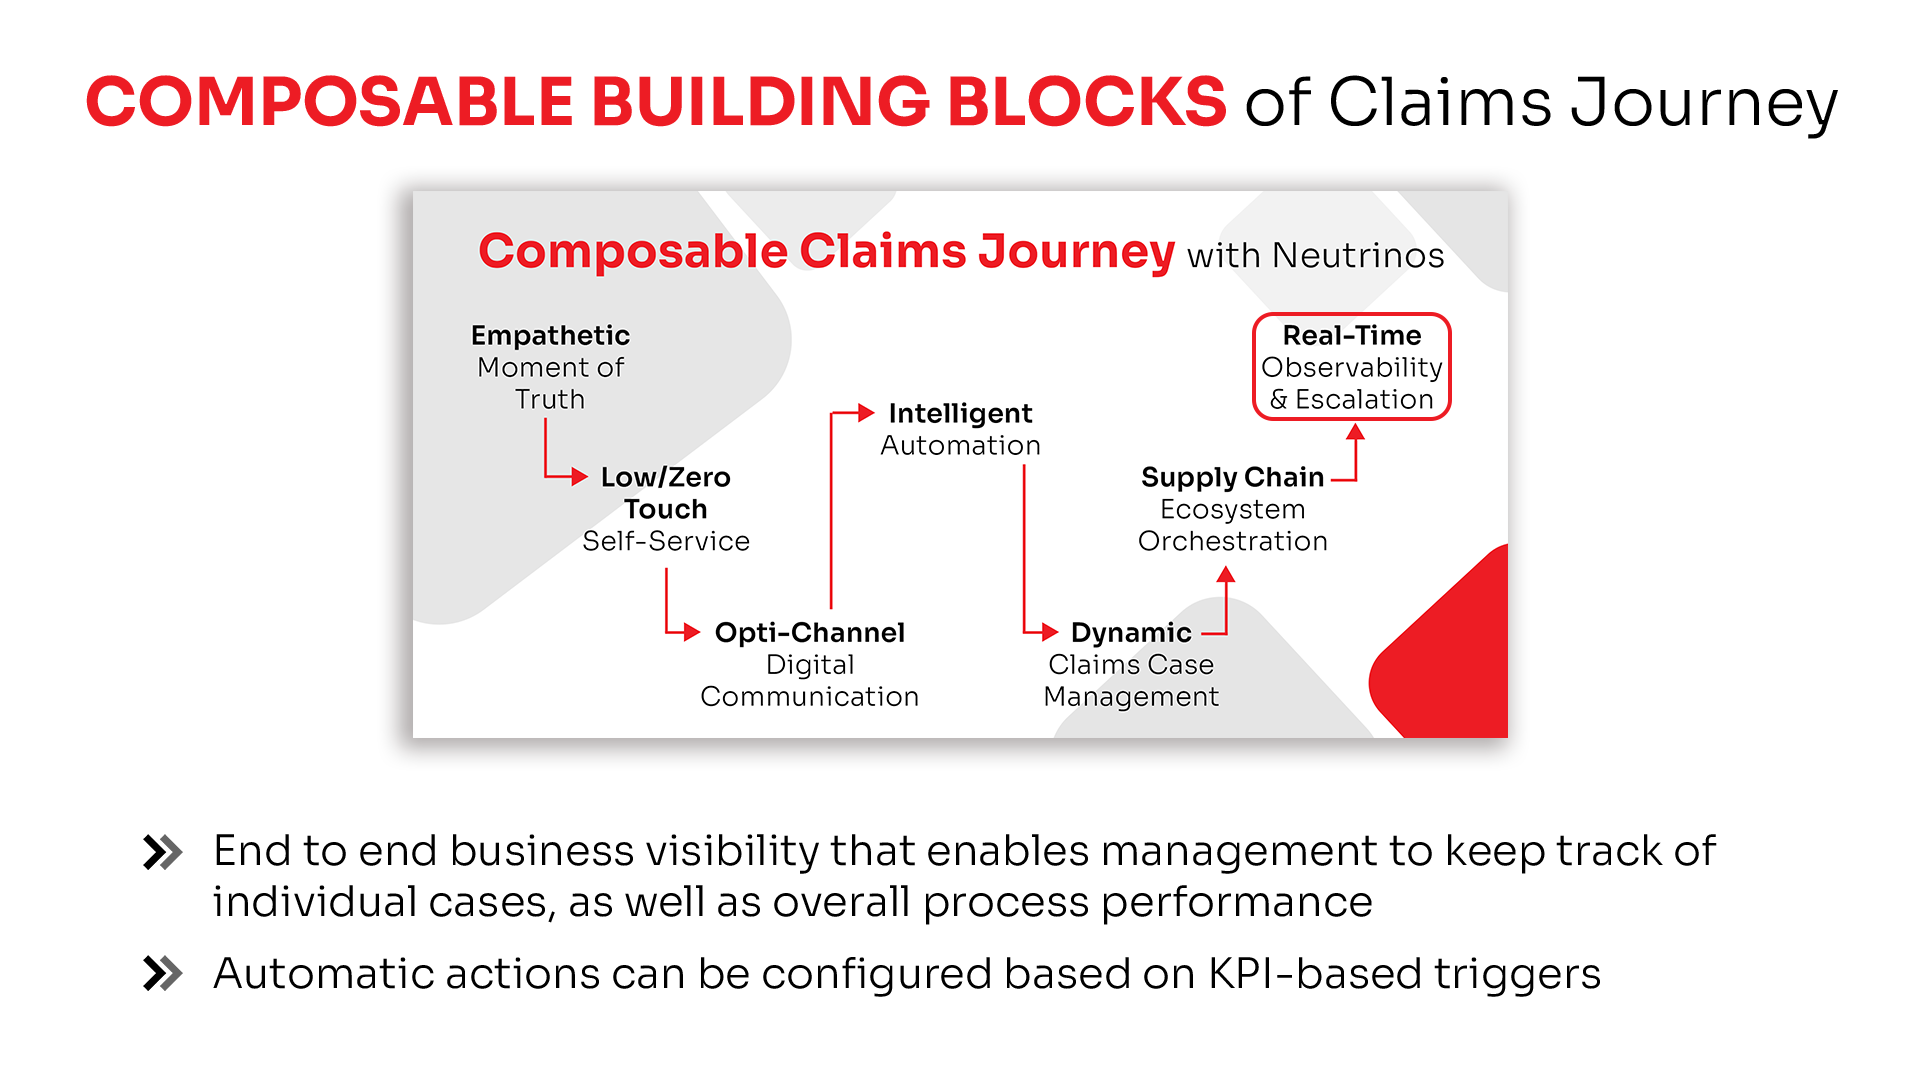 COMPOSABLE BUILDING BLOCKS of Claims Journey
Composable Claims Journey with Neutrinos
Empathetic
Moment of
Truth
Low/Zero
Touch
Self-Service
Opti-Channel
Digital
Communication
Intelligent
Automation
Dynamic
Claims Case
Management
Supply Chain
Ecosystem
Orchestration
Real-Time
Observability
& Escalation
End to end business visibility that enables management to keep track of
individual cases, as well as overall process performance
Automatic actions can be configured based on KPI-based triggers